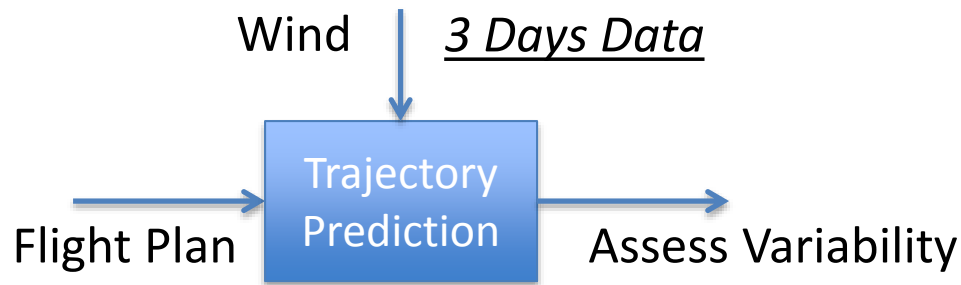 Wind
3 Days Data
Trajectory
Prediction
Flight Plan
Assess Variability